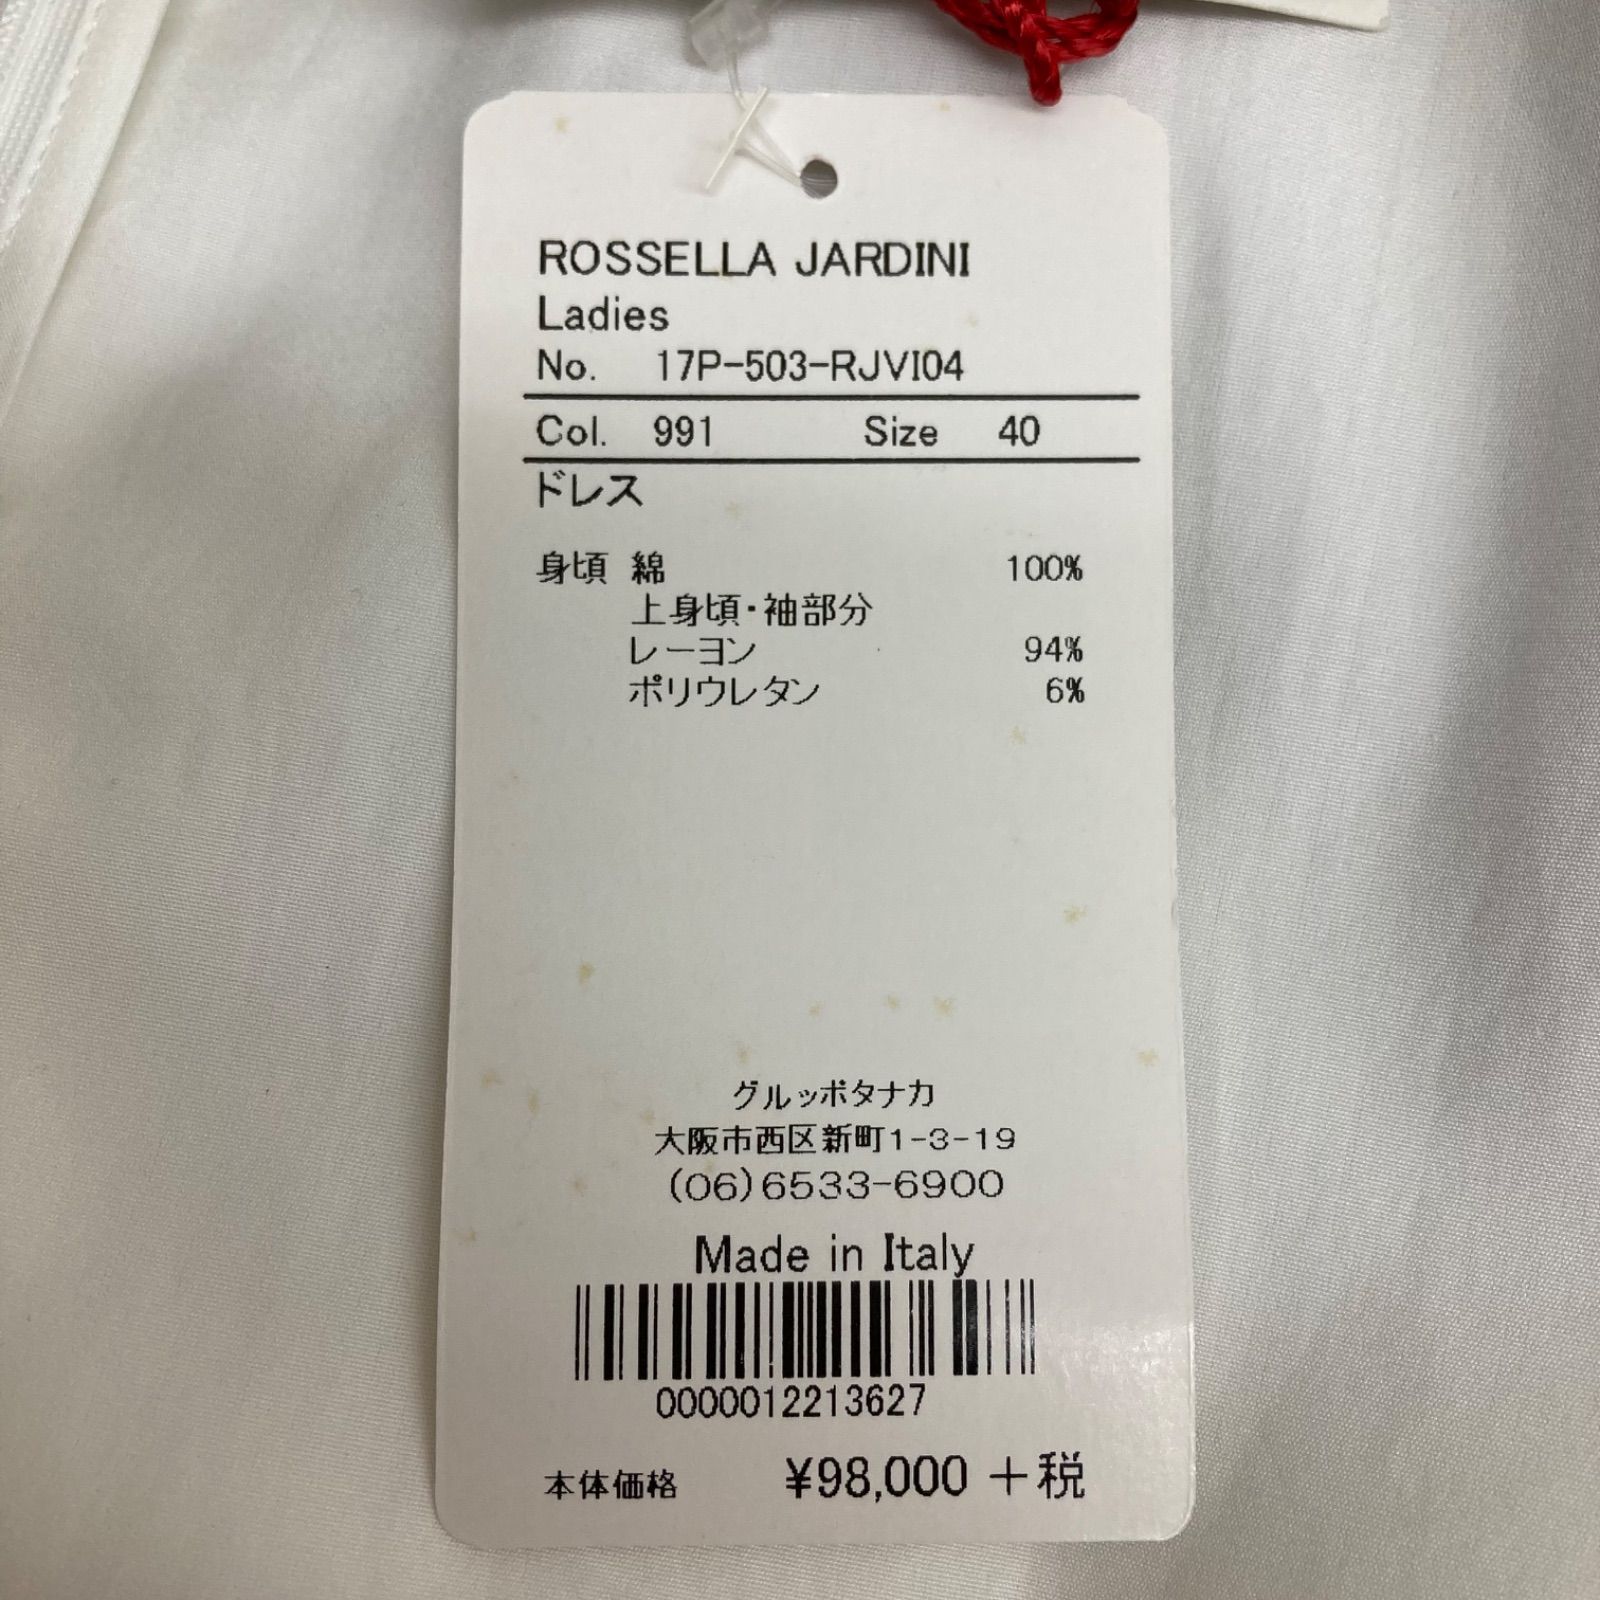 ROSSELLA JARDINI
Ladies
No. 17P-503-RJVI04
Col. 991 Size 40
ドレス
身頃 綿 100%
上身頃・袖部分
レーヨン 94%
ポリウレタン 6%
グルッポタナカ
大阪市西区新町1-3-19
(06)6533-6900
Made in Italy
0000012213627
本体価格 ¥98,000 +税